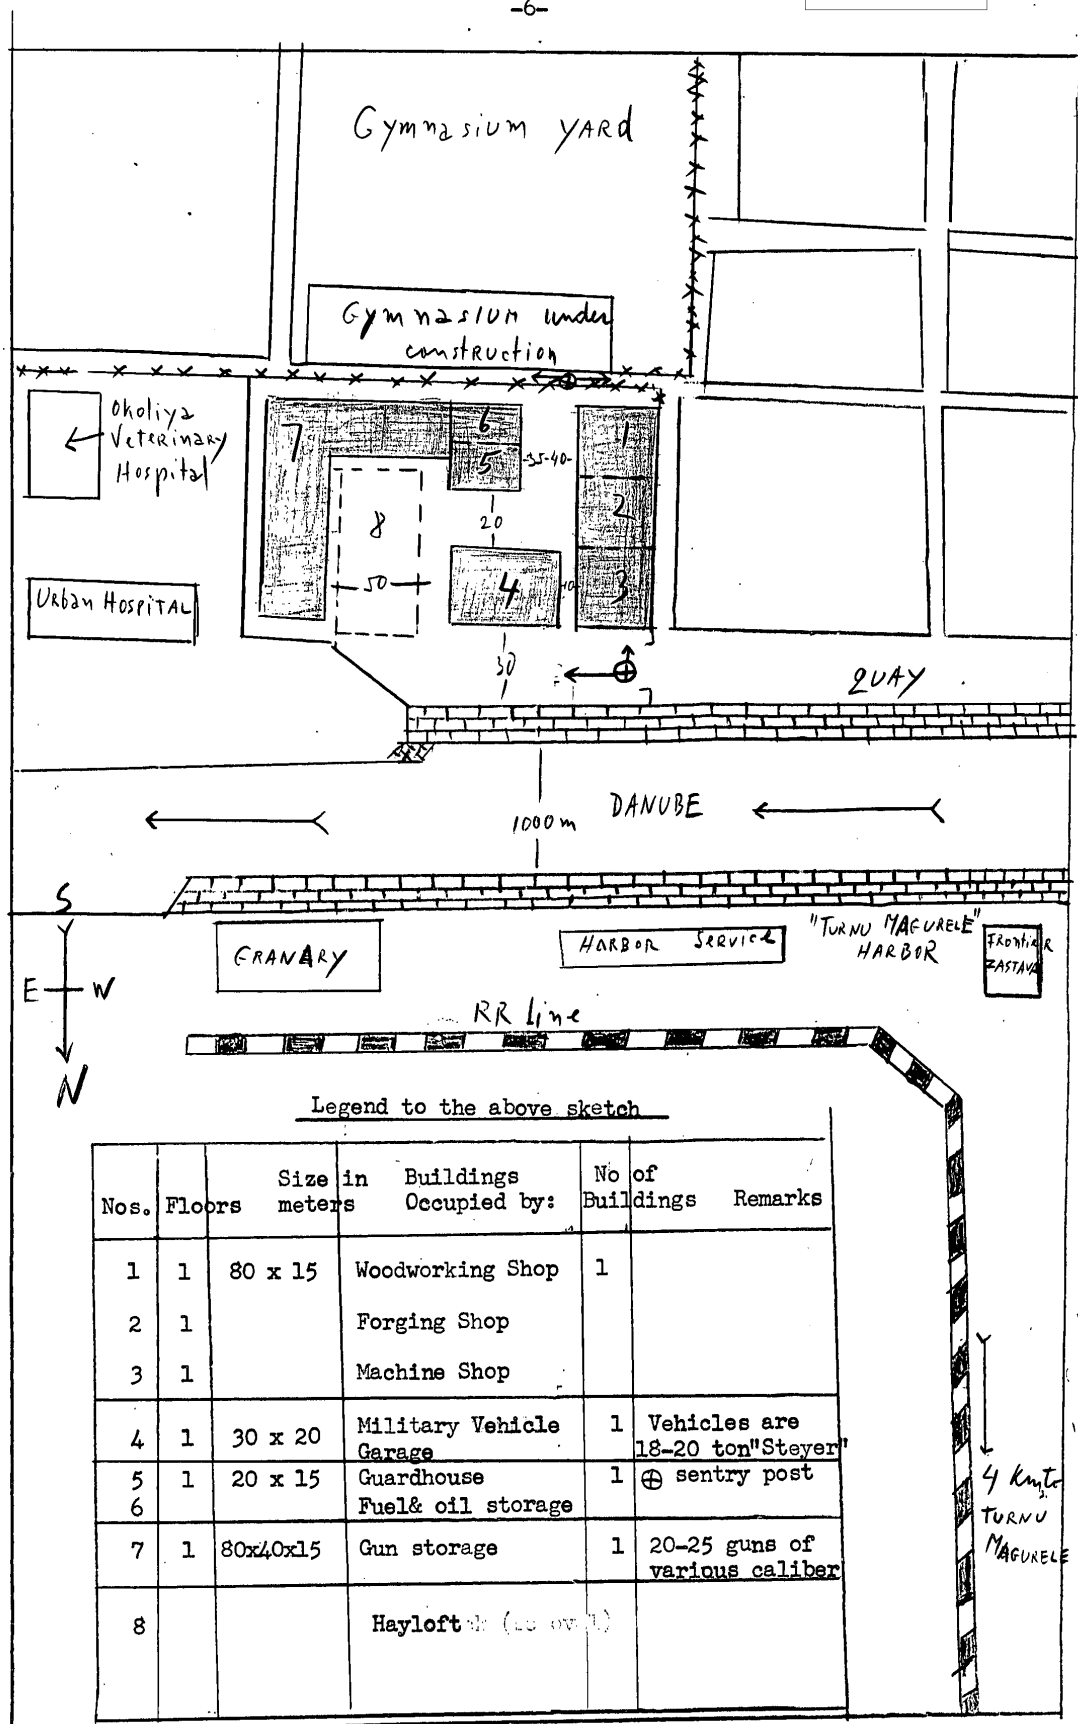 -6-
Gymnasium YARD
Gymnasium under
construction
Okoliya
Veterinary
Hospital
7
6
5
-35-40-
1
2
3
8
20
50
4
10
Urban Hospital
30
QUAY
DANUBE
1000m
S
E W
N
GRANARY
HARBOR Service
"TURNU MAGURELE"
HARBOR
Frontier
ZASTAVA
RR line
Legend to the above sketch
Nos. Floors Size in meters Buildings Occupied by: No of Buildings Remarks
1 1 80 x 15 Woodworking Shop 1
2 1 Forging Shop
3 1 Machine Shop
4 1 30 x 20 Military Vehicle Garage 1 Vehicles are 18-20 ton "Steyer"
5 1 20 x 15 Guardhouse 1 ⊕ sentry post
6 Fuel& oil storage
7 1 80x40x15 Gun storage 1 20-25 guns of various caliber
8 Hayloft
4 Km to
TURNU
MAGURELE